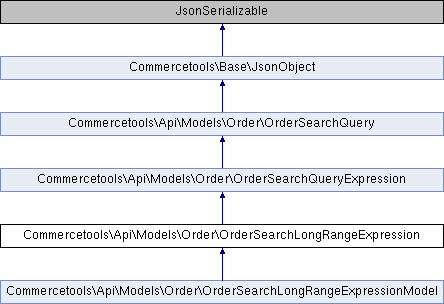 JsonSerializable
Commercetools\Base\JsonObject
Commercetools\Api\Models\Order\OrderSearchQuery
Commercetools\Api\Models\Order\OrderSearchQueryExpression
Commercetools\Api\Models\Order\OrderSearchLongRangeExpression
Commercetools\Api\Models\Order\OrderSearchLongRangeExpressionModel